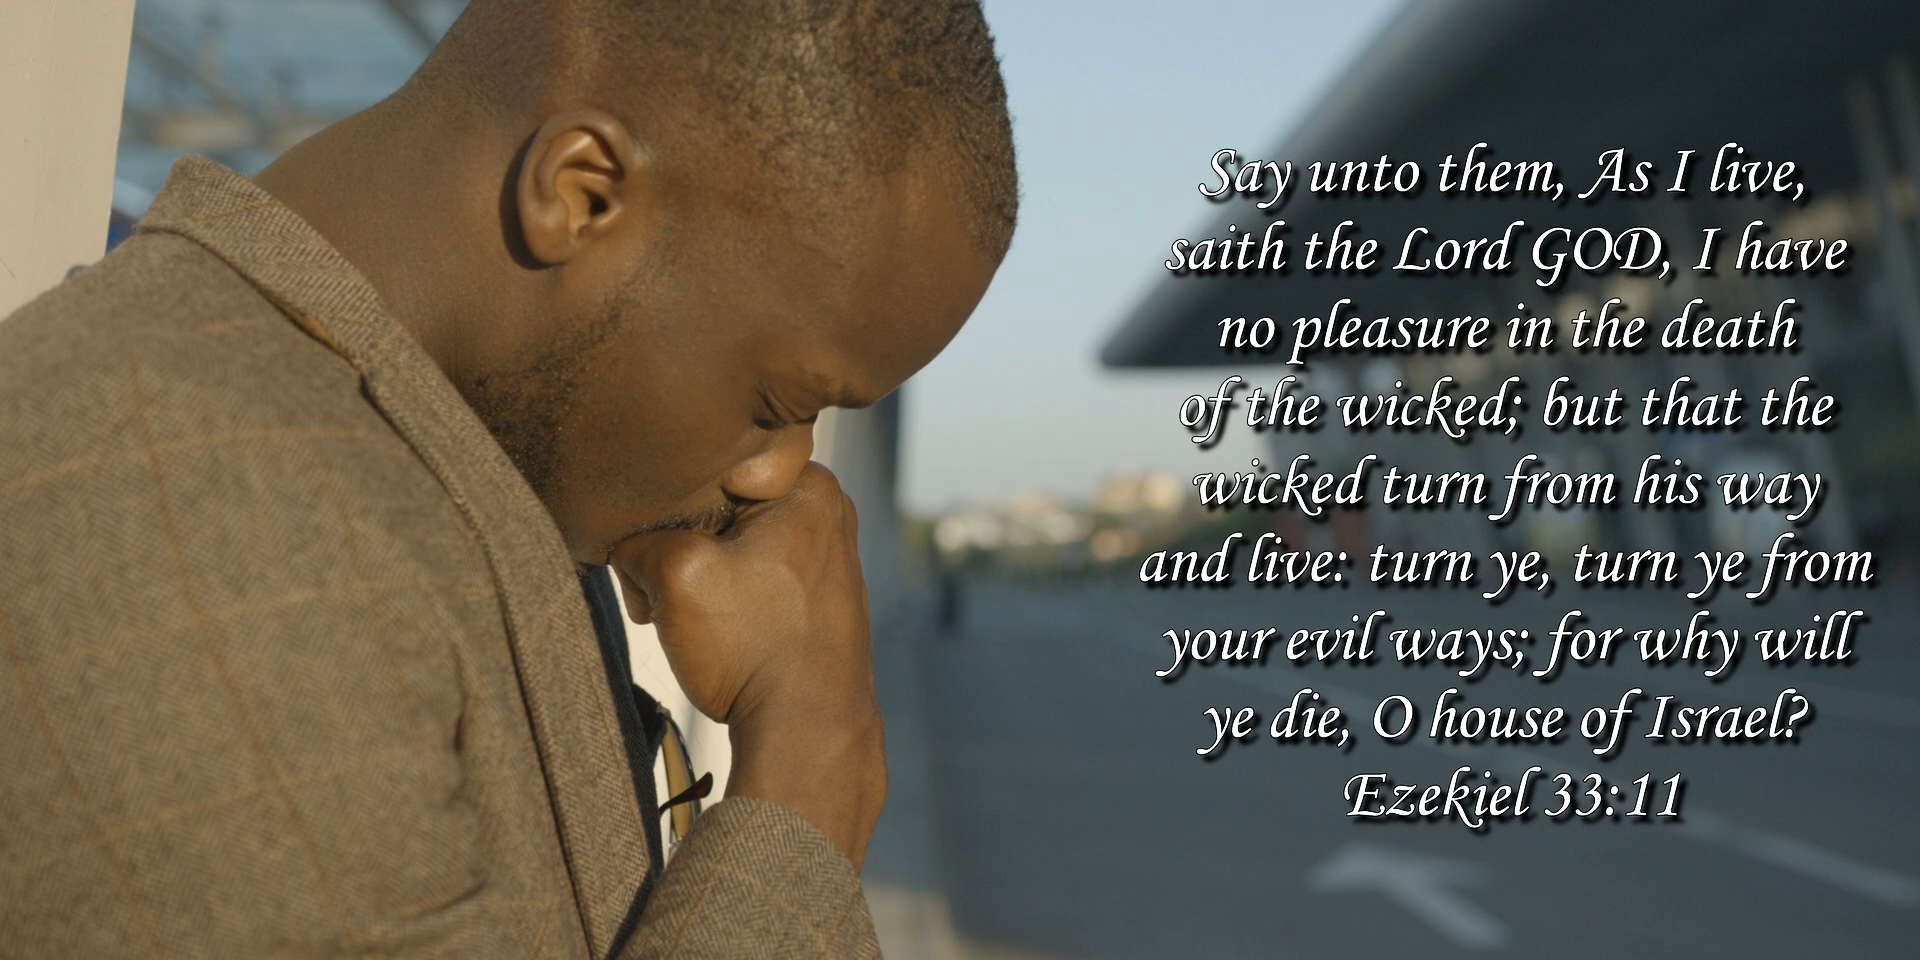 Say unto them, As I live,
saith the Lord GOD, I have
no pleasure in the death
of the wicked; but that the
wicked turn from his way
and live: turn ye, turn ye from
your evil ways; for why will
ye die, O house of Israel?
Ezekiel 33:11